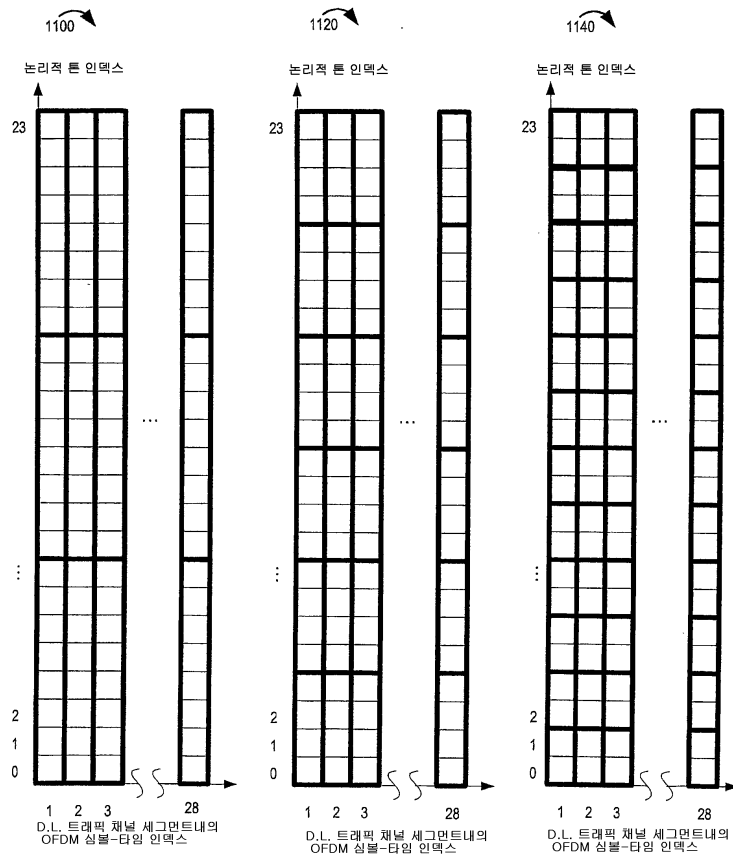 1100
논리적 톤 인덱스
23
...
...
2
1
0
1 2 3 28
D.L. 트래픽 채널 세그먼트내의
OFDM 심볼-타임 인덱스
1120
논리적 톤 인덱스
23
...
...
2
1
0
1 2 3 28
D.L. 트래픽 채널 세그먼트내의
OFDM 심볼-타임 인덱스
1140
논리적 톤 인덱스
23
...
...
2
1
0
1 2 3 28
D.L. 트래픽 채널 세그먼트내의
OFDM 심볼-타임 인덱스